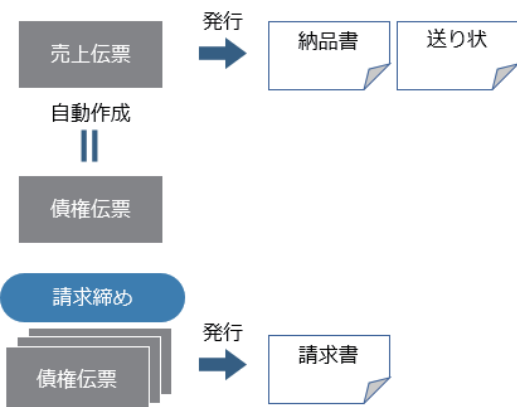 発行
売上伝票
納品書
送り状
自動作成
債権伝票
請求締め
発行
債権伝票
請求書